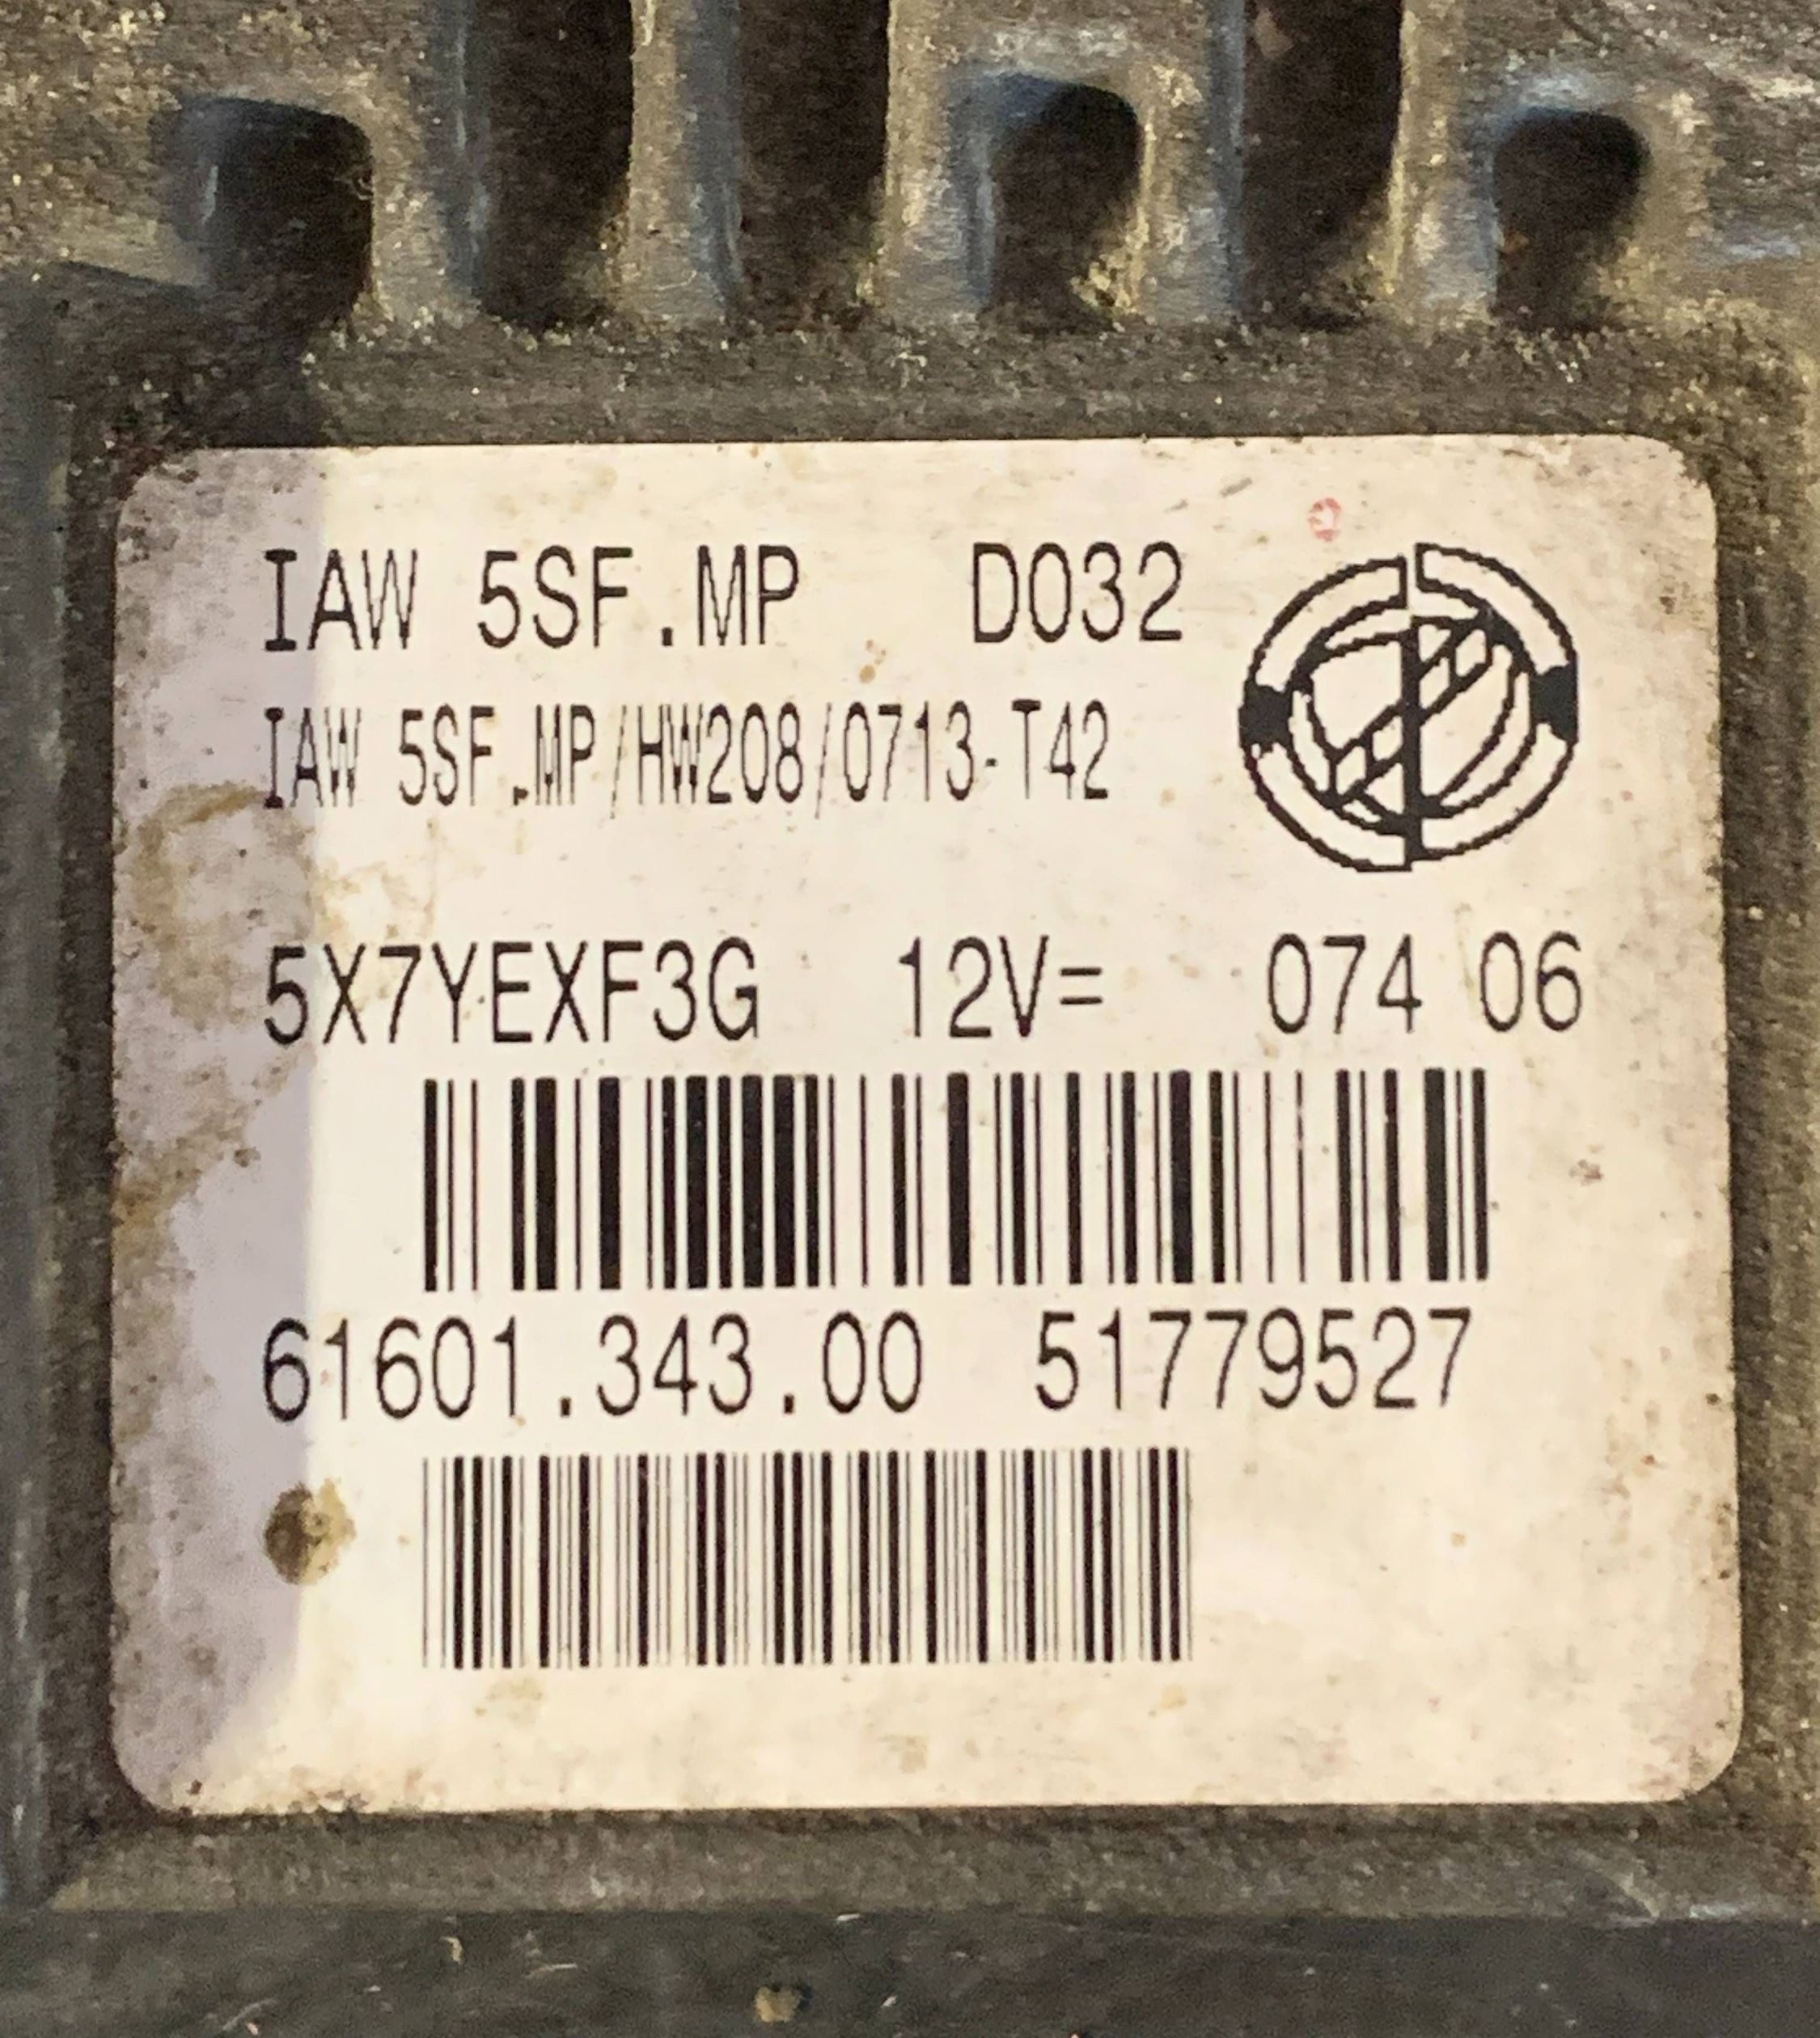 IAW 5SF.MP D032
IAW 5SF.MP/HW208/0713-T42
5X7YEXF3G 12V= 074 06
61601.343.00 51779527